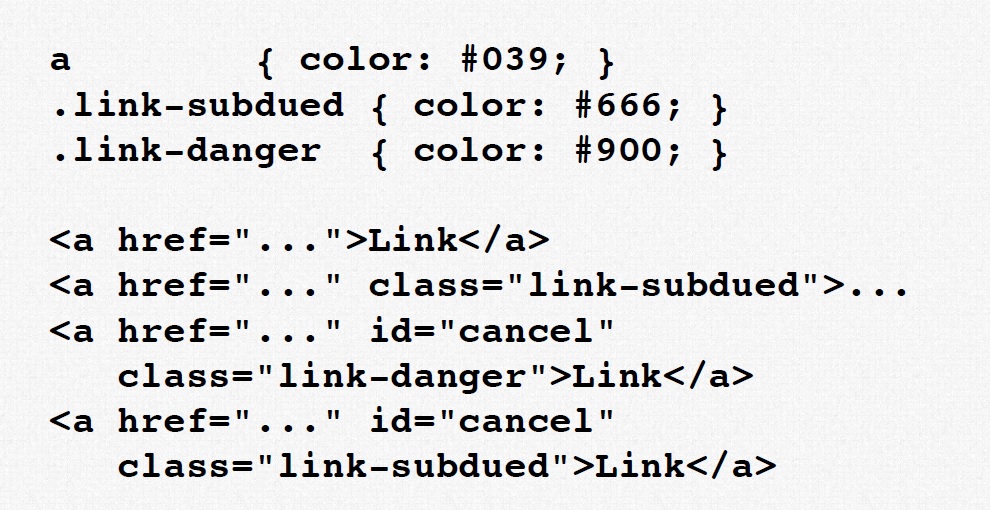 a        { color: #039; }
.link-subdued { color: #666; }
.link-danger  { color: #900; }

<a href="...">Link</a>
<a href="..." class="link-subdued">...
<a href="..." id="cancel"
   class="link-danger">Link</a>
<a href="..." id="cancel"
   class="link-subdued">Link</a>